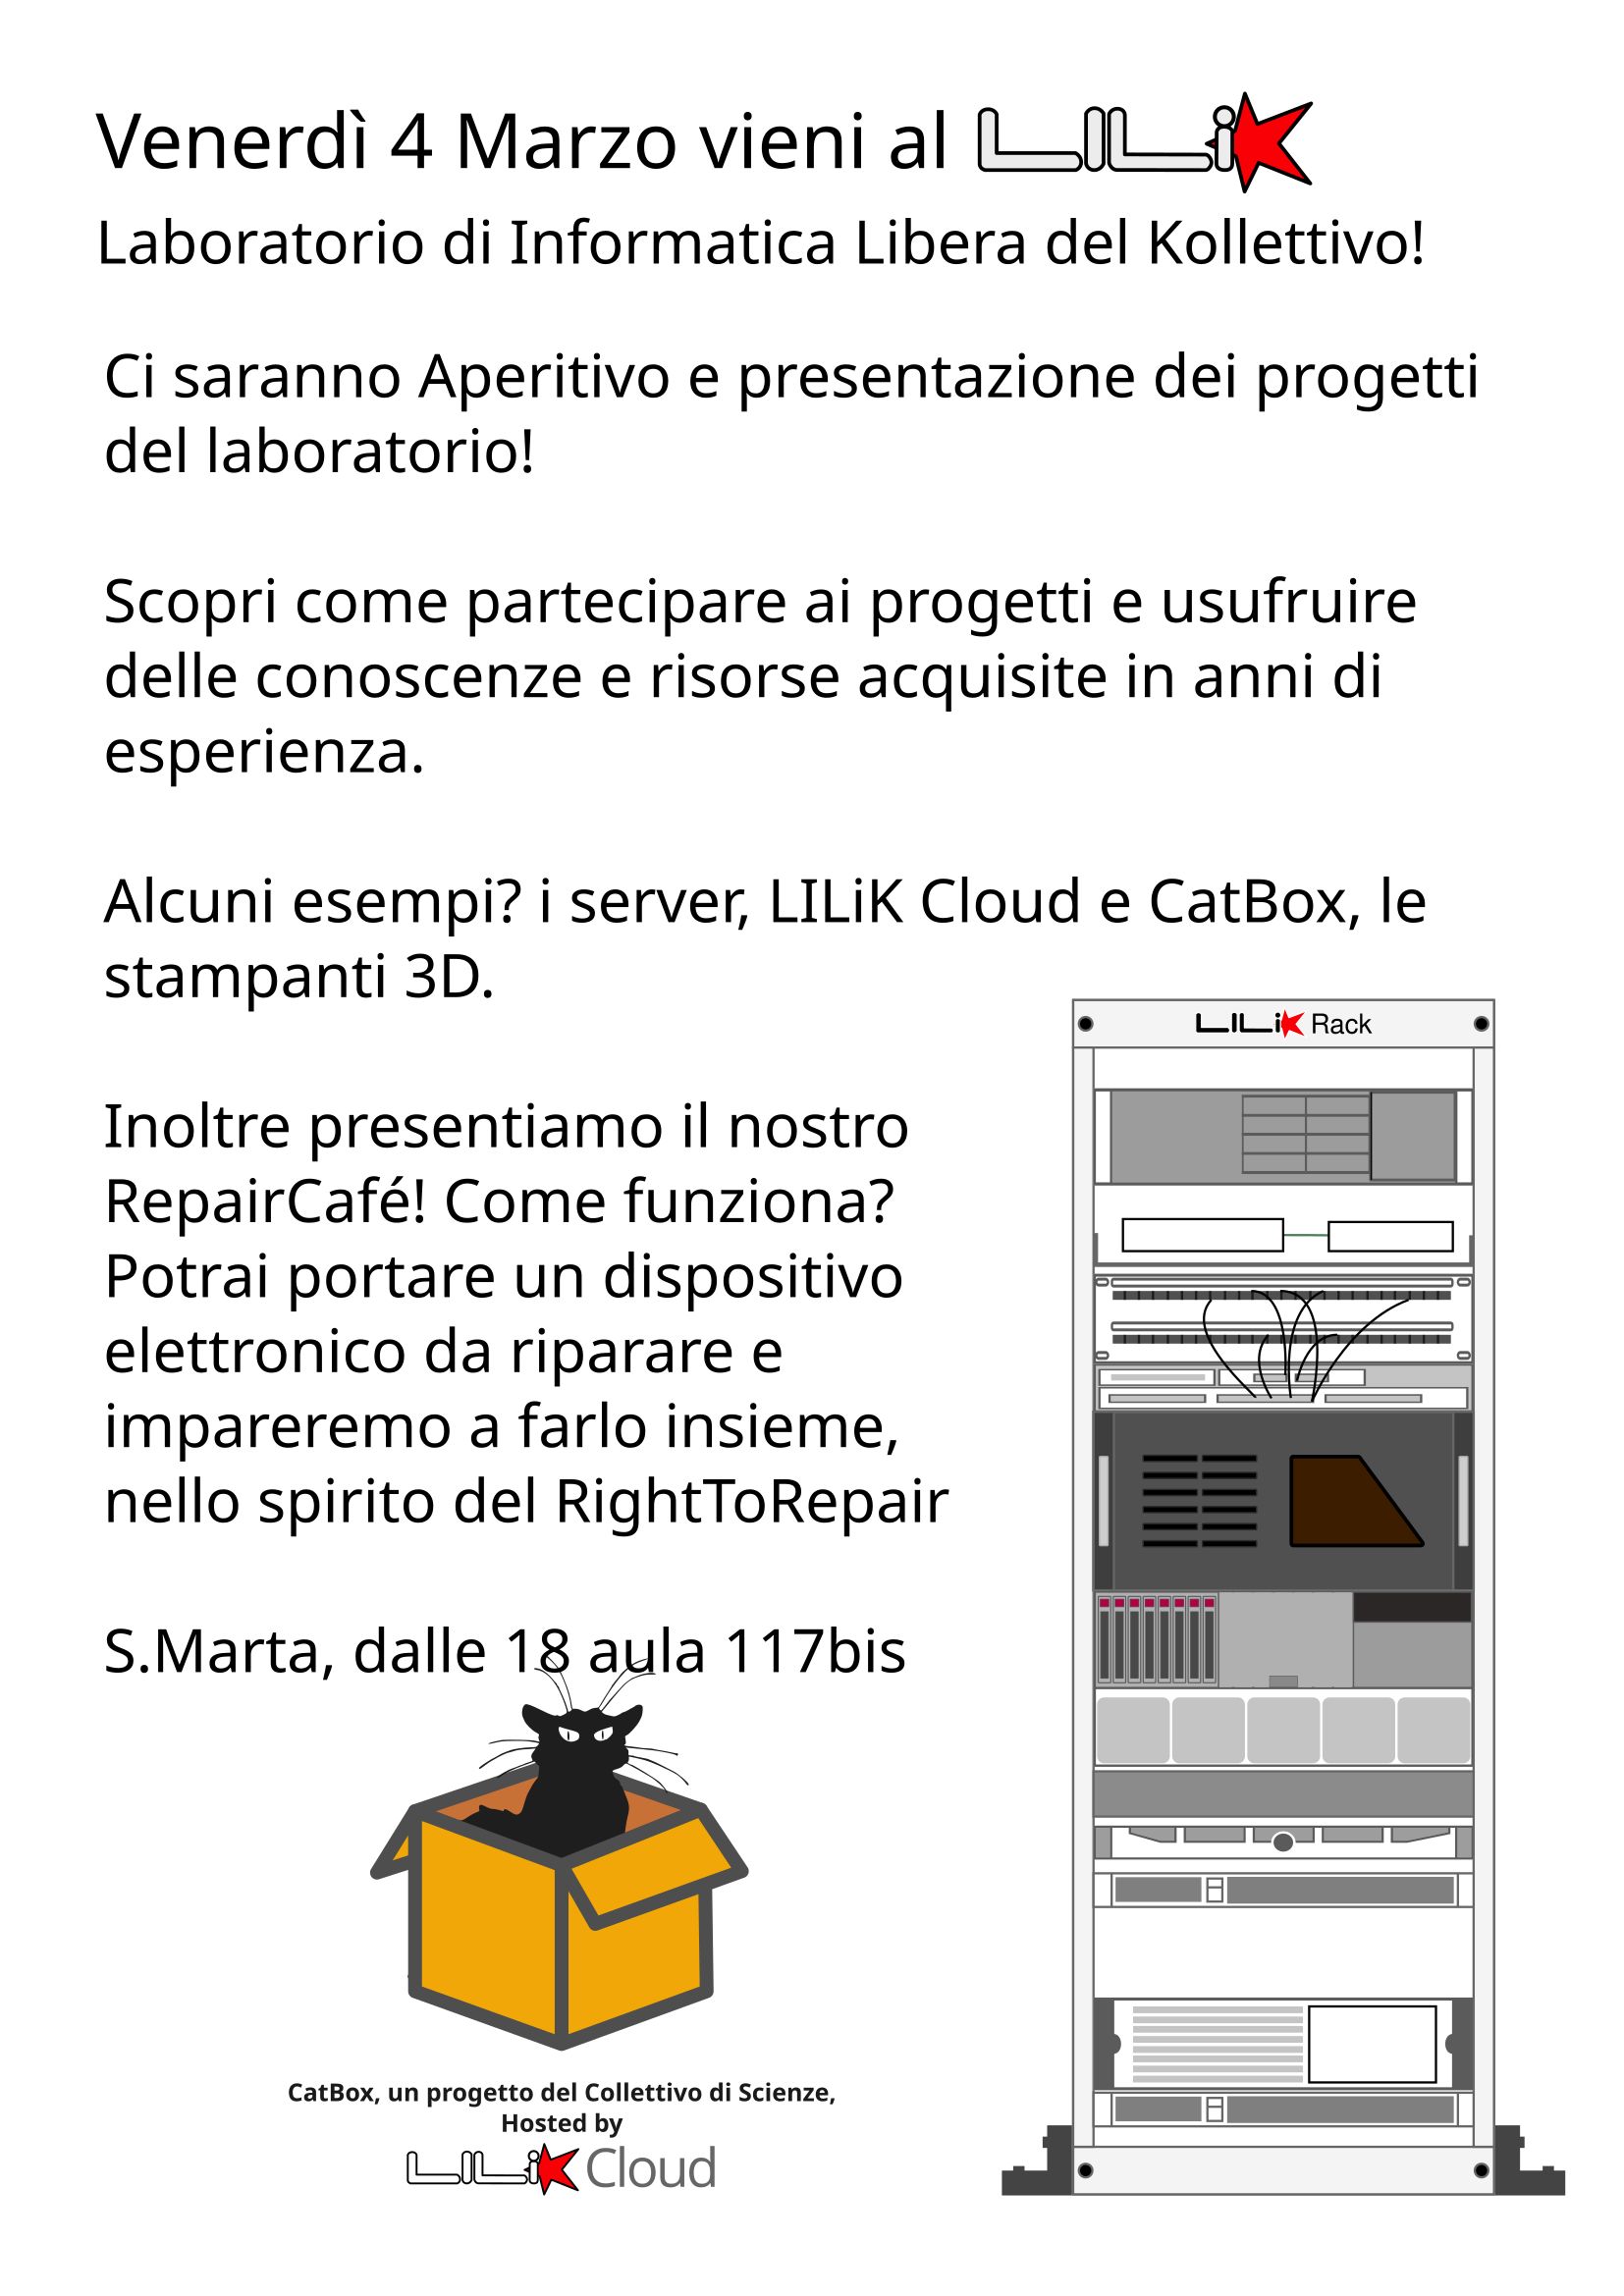 Venerdì 4 Marzo vieni al LILiK
Laboratorio di Informatica Libera del Kollettivo!
Ci saranno Aperitivo e presentazione dei progetti
del laboratorio!
Scopri come partecipare ai progetti e usufruire
delle conoscenze e risorse acquisite in anni di
esperienza.
Alcuni esempi? i server, LILiK Cloud e CatBox, le
stampanti 3D.
LILiK Rack
Inoltre presentiamo il nostro
RepairCafé! Come funziona?
Potrai portare un dispositivo
elettronico da riparare e
impareremo a farlo insieme,
nello spirito del RightToRepair
S.Marta, dalle 18 aula 117bis
CatBox, un progetto del Collettivo di Scienze,
Hosted by
LILiK Cloud